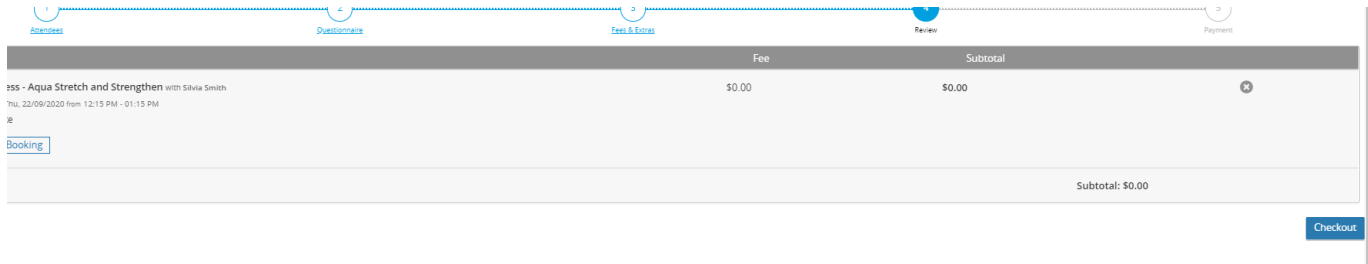 1 2 3 4 5
Attendees Questionnaire Fees & Extras Review Payment
Fee Subtotal
ess - Aqua Stretch and Strengthen with Silvia Smith $0.00 $0.00
Thu, 22/09/2020 from 12:15 PM - 01:15 PM
te
Booking
Subtotal: $0.00
Checkout